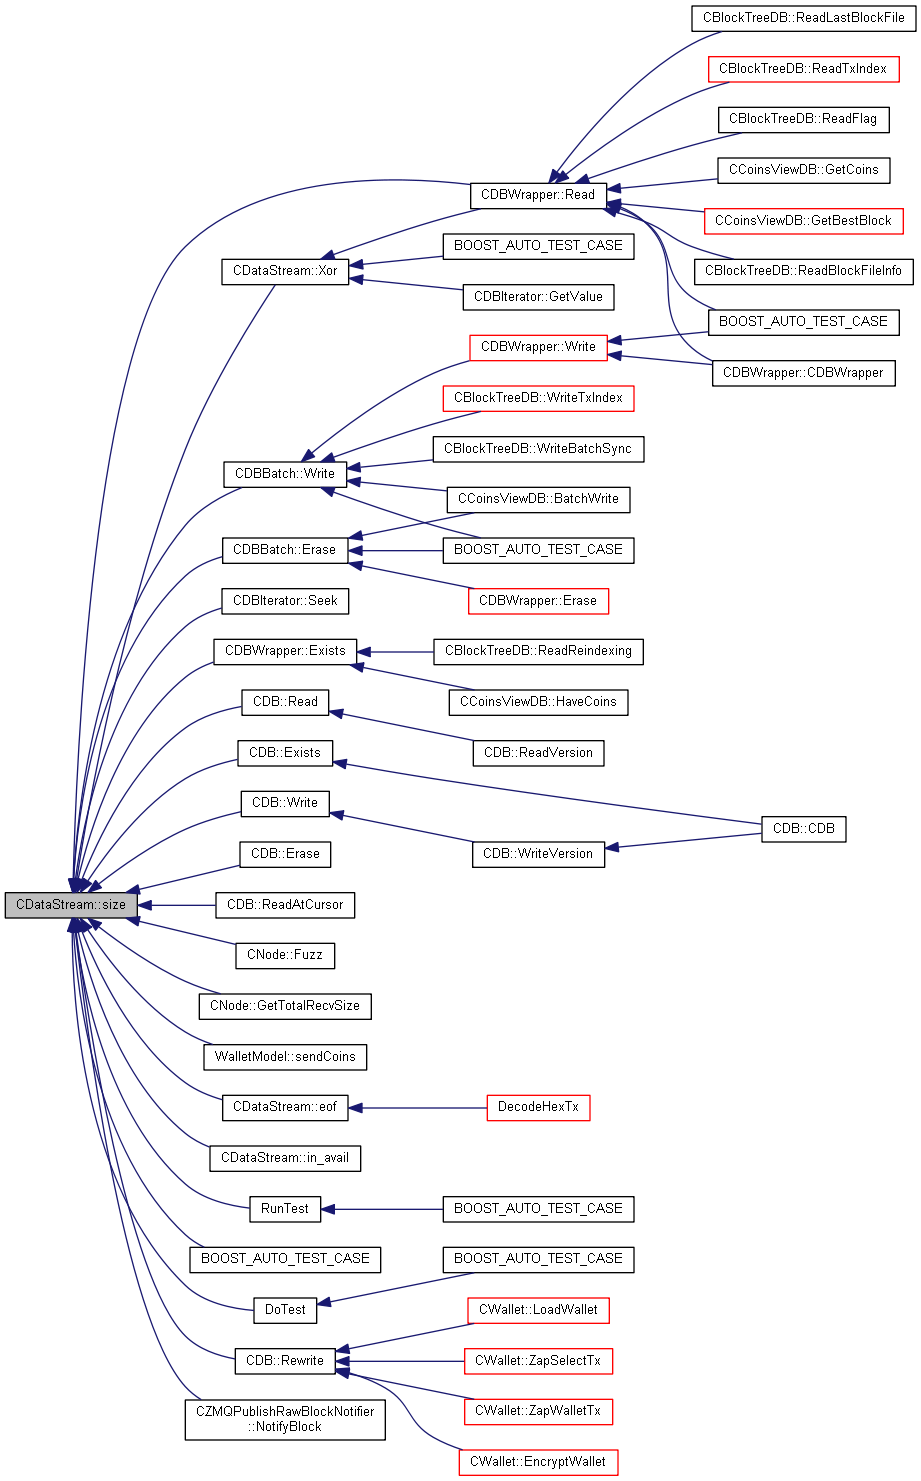 CBlockTreeDB::ReadLastBlockFile
CBlockTreeDB::ReadTxIndex
CBlockTreeDB::ReadFlag
CCoinsViewDB::GetCoins
CDBWrapper::Read
CCoinsViewDB::GetBestBlock
BOOST_AUTO_TEST_CASE
CDataStream::Xor
CBlockTreeDB::ReadBlockFileInfo
CDBIterator::GetValue
BOOST_AUTO_TEST_CASE
CDBWrapper::Write
CDBWrapper::CDBWrapper
CBlockTreeDB::WriteTxIndex
CBlockTreeDB::WriteBatchSync
CDBBatch::Write
CCoinsViewDB::BatchWrite
CDBBatch::Erase
BOOST_AUTO_TEST_CASE
CDBIterator::Seek
CDBWrapper::Erase
CDBWrapper::Exists
CBlockTreeDB::ReadReindexing
CDB::Read
CCoinsViewDB::HaveCoins
CDB::Exists
CDB::ReadVersion
CDB::Write
CDB::CDB
CDB::Erase
CDB::WriteVersion
CDataStream::size
CDB::ReadAtCursor
CNode::Fuzz
CNode::GetTotalRecvSize
WalletModel::sendCoins
CDataStream::eof
DecodeHexTx
CDataStream::in_avail
RunTest
BOOST_AUTO_TEST_CASE
BOOST_AUTO_TEST_CASE
BOOST_AUTO_TEST_CASE
DoTest
CWallet::LoadWallet
CDB::Rewrite
CWallet::ZapSelectTx
CZMQPublishRawBlockNotifier
::NotifyBlock
CWallet::ZapWalletTx
CWallet::EncryptWallet